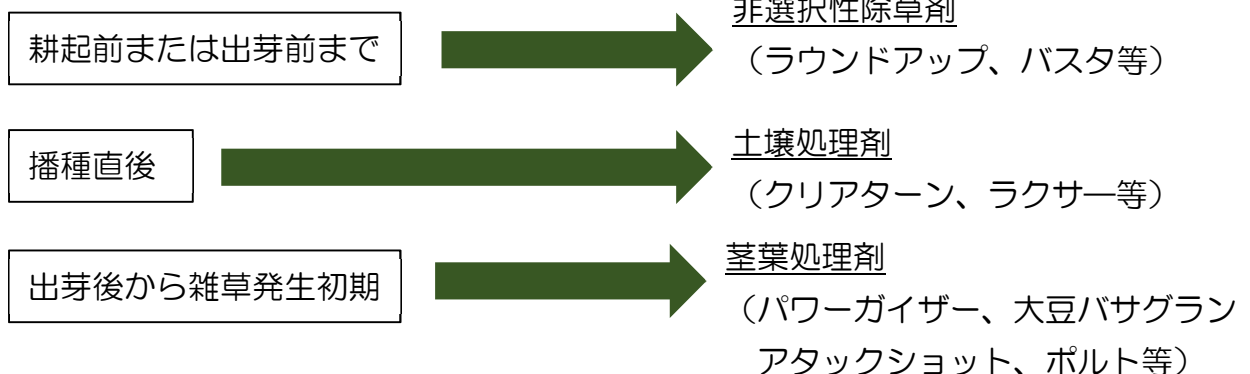 耕起前または出芽前まで
非選択性除草剤
（ラウンドアップ、バスタ等）
播種直後
土壌処理剤
（クリアターン、ラクサ―等）
出芽後から雑草発生初期
茎葉処理剤
（パワーガイザー、大豆バサグラン
アタックショット、ポルト等）